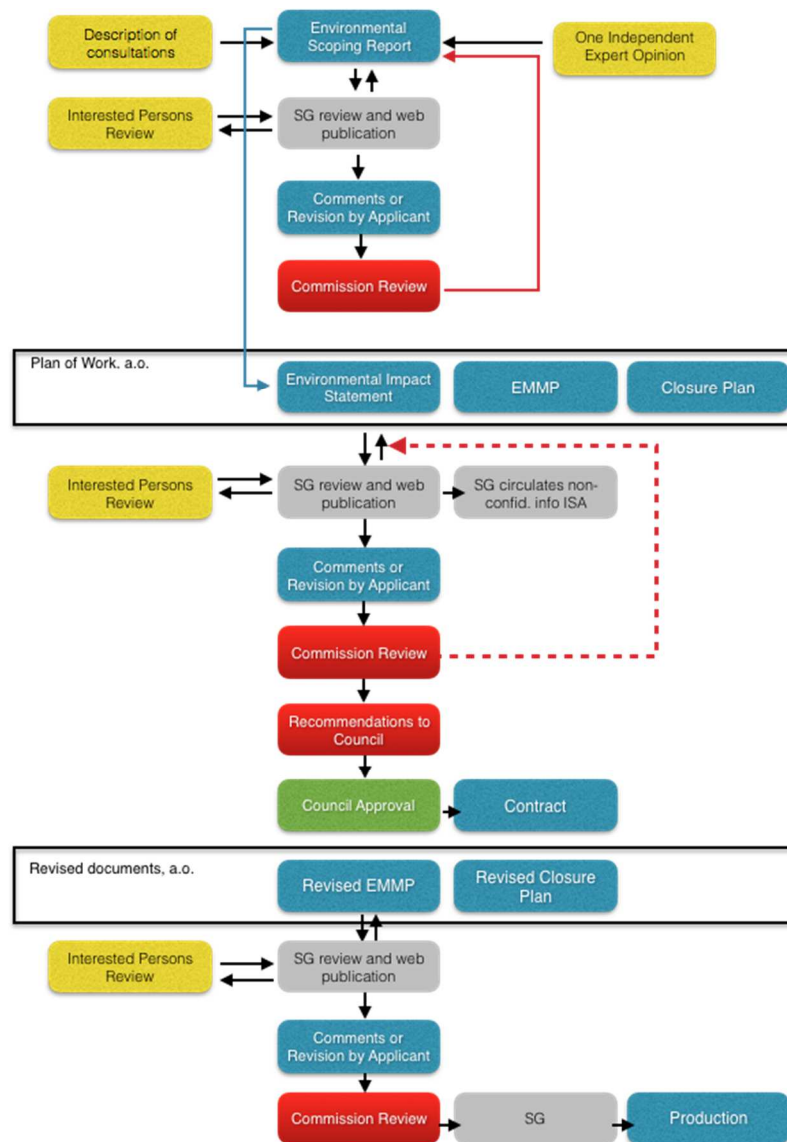 Description of
consultations
Environmental
Scoping Report
One Independent
Expert Opinion
Interested Persons
Review
SG review and web
publication
Comments or
Revision by Applicant
Commission Review
Plan of Work. a.o.
Environmental Impact
Statement
EMMP
Closure Plan
Interested Persons
Review
SG review and web
publication
SG circulates non-
confid. info ISA
Comments or
Revision by Applicant
Commission Review
Recommendations to
Council
Council Approval
Contract
Revised documents, a.o.
Revised EMMP
Revised Closure
Plan
Interested Persons
Review
SG review and web
publication
Comments or
Revision by Applicant
Commission Review
SG
Production